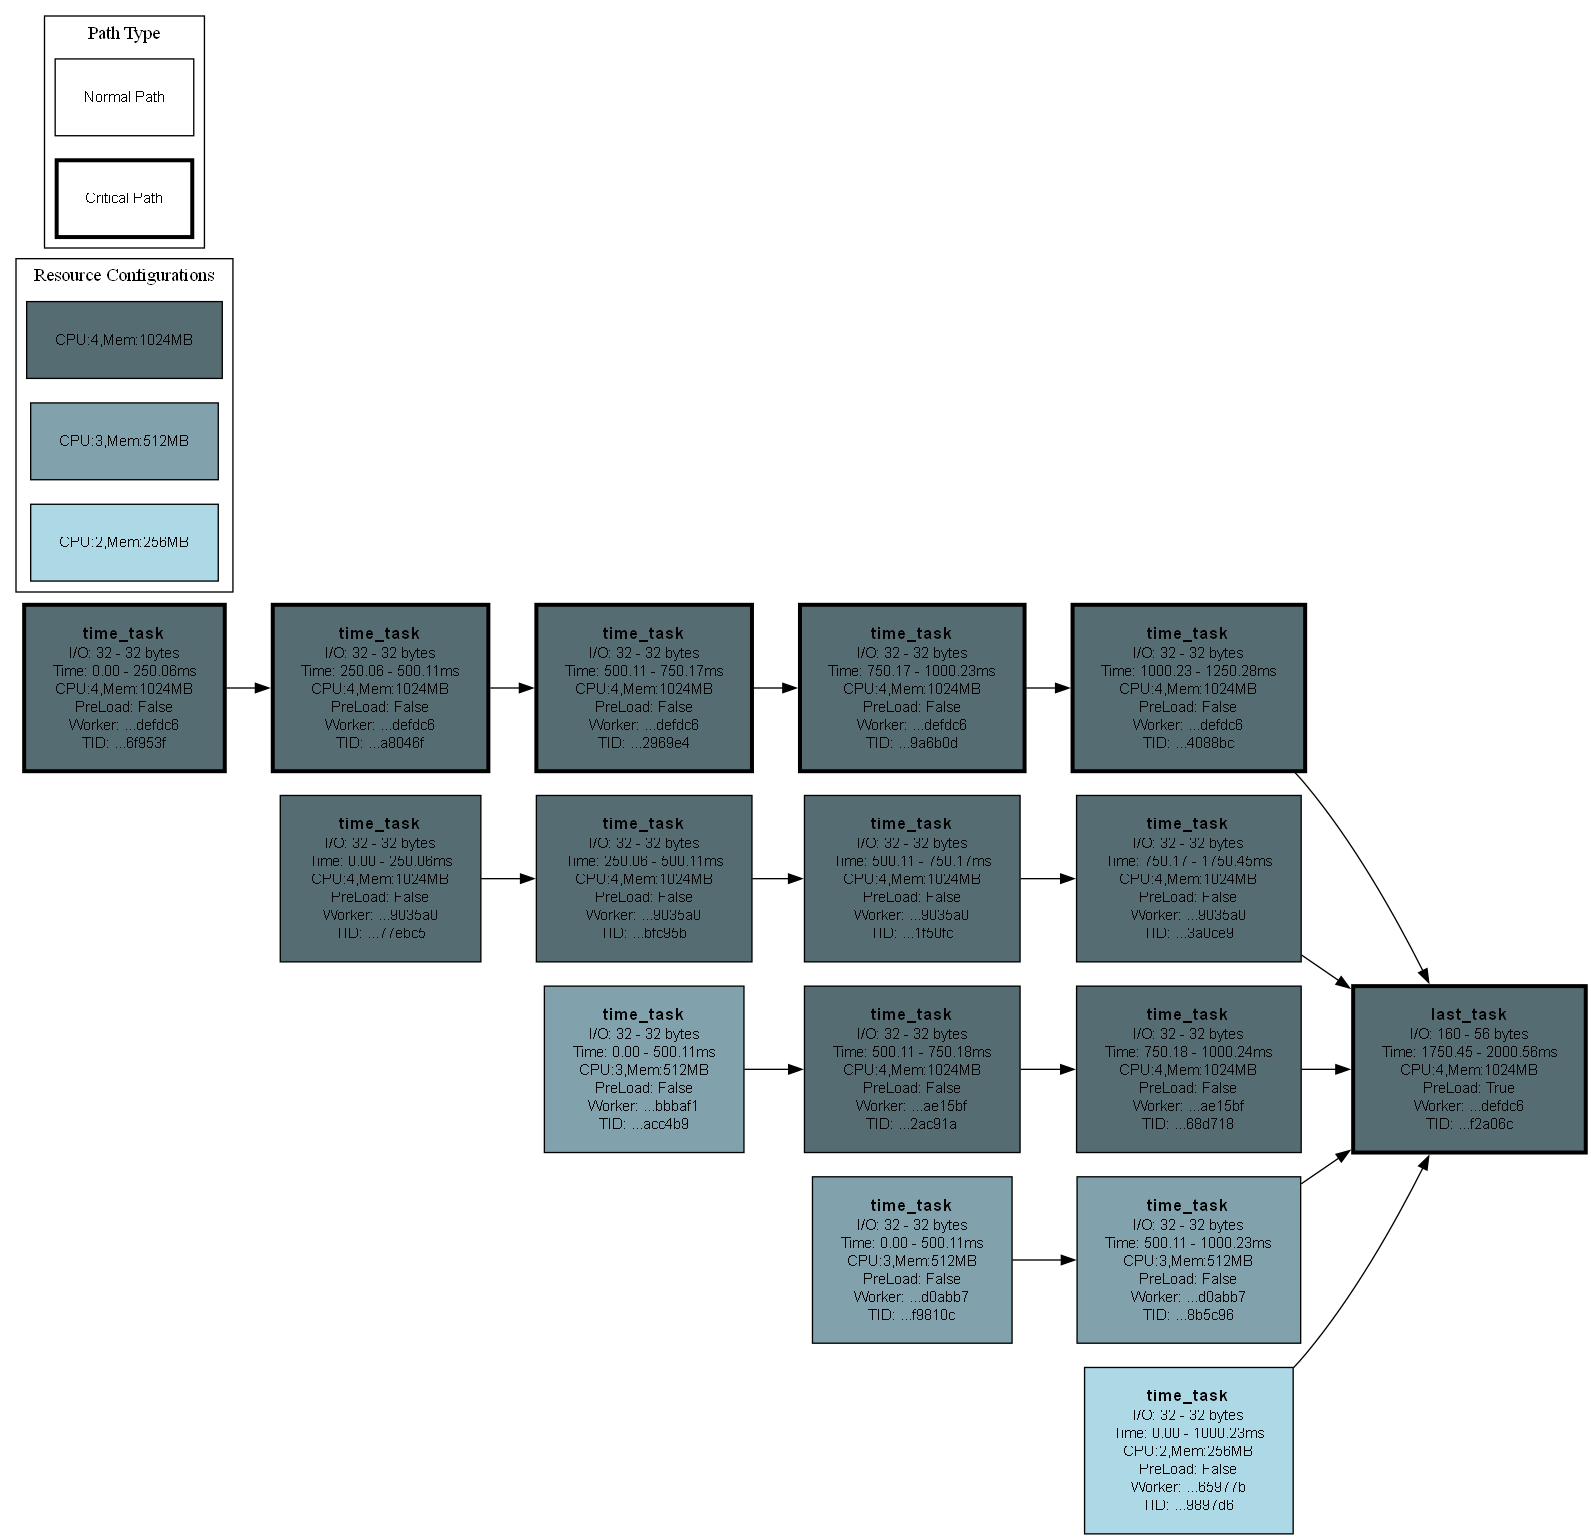 Path Type
Normal Path
Critical Path
Resource Configurations
CPU:4,Mem:1024MB
CPU:3,Mem:512MB
CPU:2,Mem:256MB
time_task
I/O: 32 - 32 bytes
Time: 0.00 - 250.06ms
CPU:4,Mem:1024MB
PreLoad: False
Worker: ...defdc6
TID: ...6f953f
time_task
I/O: 32 - 32 bytes
Time: 250.06 - 500.11ms
CPU:4,Mem:1024MB
PreLoad: False
Worker: ...defdc6
TID: ...a8046f
time_task
I/O: 32 - 32 bytes
Time: 500.11 - 750.17ms
CPU:4,Mem:1024MB
PreLoad: False
Worker: ...defdc6
TID: ...2969e4
time_task
I/O: 32 - 32 bytes
Time: 750.17 - 1000.23ms
CPU:4,Mem:1024MB
PreLoad: False
Worker: ...defdc6
TID: ...9a6b0d
time_task
I/O: 32 - 32 bytes
Time: 1000.23 - 1250.28ms
CPU:4,Mem:1024MB
PreLoad: False
Worker: ...defdc6
TID: ...4088bc
time_task
I/O: 32 - 32 bytes
Time: 0.00 - 250.06ms
CPU:4,Mem:1024MB
PreLoad: False
Worker: ...9035a0
TID: ...77ebc5
time_task
I/O: 32 - 32 bytes
Time: 250.06 - 500.11ms
CPU:4,Mem:1024MB
PreLoad: False
Worker: ...9035a0
TID: ...bfc95b
time_task
I/O: 32 - 32 bytes
Time: 500.11 - 750.17ms
CPU:4,Mem:1024MB
PreLoad: False
Worker: ...9035a0
TID: ...1f50fc
time_task
I/O: 32 - 32 bytes
Time: 750.17 - 1750.45ms
CPU:4,Mem:1024MB
PreLoad: False
Worker: ...9035a0
TID: ...3a0ce9
time_task
I/O: 32 - 32 bytes
Time: 0.00 - 500.11ms
CPU:3,Mem:512MB
PreLoad: False
Worker: ...bbbaf1
TID: ...acc4b9
time_task
I/O: 32 - 32 bytes
Time: 500.11 - 750.18ms
CPU:4,Mem:1024MB
PreLoad: False
Worker: ...ae15bf
TID: ...2ac91a
time_task
I/O: 32 - 32 bytes
Time: 750.18 - 1000.24ms
CPU:4,Mem:1024MB
PreLoad: False
Worker: ...ae15bf
TID: ...68d718
last_task
I/O: 160 - 56 bytes
Time: 1750.45 - 2000.56ms
CPU:4,Mem:1024MB
PreLoad: True
Worker: ...defdc6
TID: ...f2a06c
time_task
I/O: 32 - 32 bytes
Time: 0.00 - 500.11ms
CPU:3,Mem:512MB
PreLoad: False
Worker: ...d0abb7
TID: ...f9810c
time_task
I/O: 32 - 32 bytes
Time: 500.11 - 1000.23ms
CPU:3,Mem:512MB
PreLoad: False
Worker: ...d0abb7
TID: ...8b5c96
time_task
I/O: 32 - 32 bytes
Time: 0.00 - 1000.23ms
CPU:2,Mem:256MB
PreLoad: False
Worker: ...65977b
TID: ...9897d6